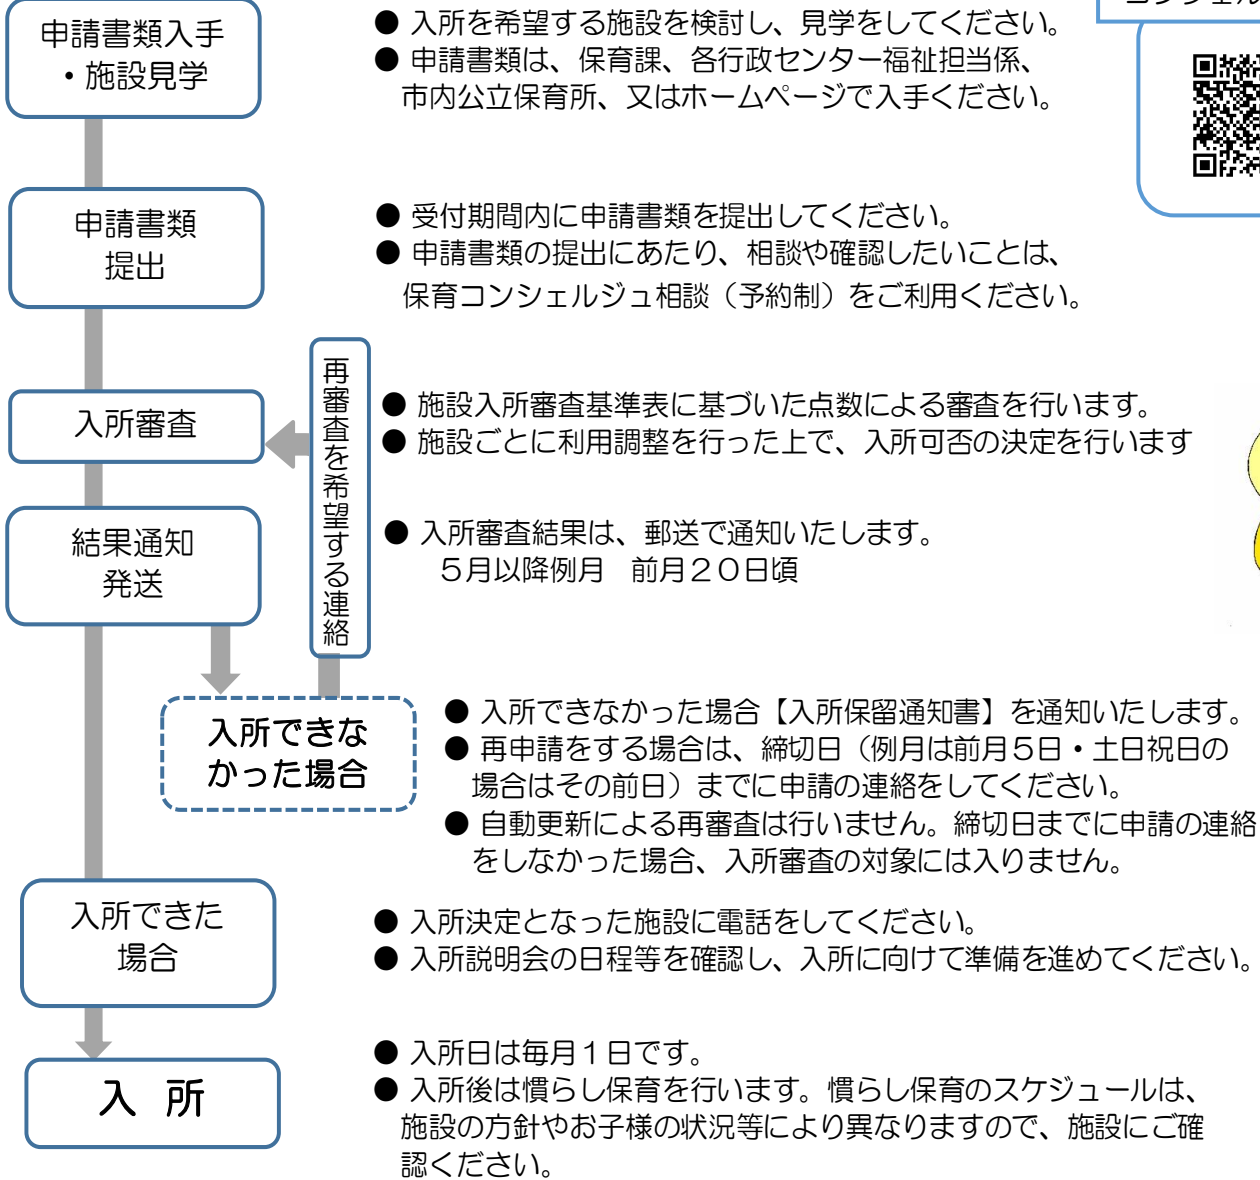 コンシェル
申請書類入手
・施設見学
● 入所を希望する施設を検討し、見学をしてください。
● 申請書類は、保育課、各行政センター福祉担当係、
市内公立保育所、又はホームページで入手ください。
申請書類
提出
● 受付期間内に申請書類を提出してください。
● 申請書類の提出にあたり、相談や確認したいことは、
保育コンシェルジュ相談（予約制）をご利用ください。
再審査を希望する連絡
入所審査
● 施設入所審査基準表に基づいた点数による審査を行います。
● 施設ごとに利用調整を行った上で、入所可否の決定を行います
結果通知
発送
● 入所審査結果は、郵送で通知いたします。
５月以降例月　前月２０日頃
入所できな
かった場合
● 入所できなかった場合【入所保留通知書】を通知いたします。
● 再申請をする場合は、締切日（例月は前月５日・土日祝日の
場合はその前日）までに申請の連絡をしてください。
● 自動更新による再審査は行いません。締切日までに申請の連絡
をしなかった場合、入所審査の対象には入りません。
入所できた
場合
● 入所決定となった施設に電話をしてください。
● 入所説明会の日程等を確認し、入所に向けて準備を進めてください。
入 所
● 入所日は毎月１日です。
● 入所後は慣らし保育を行います。慣らし保育のスケジュールは、
施設の方針やお子様の状況等により異なりますので、施設にご確
認ください。